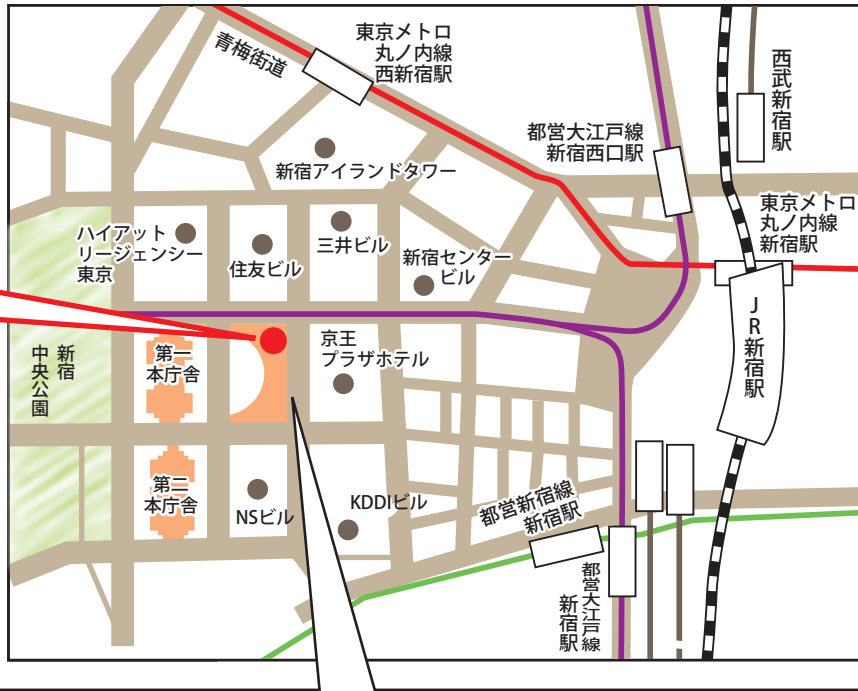 東京メトロ
丸ノ内線
西新宿駅
青梅街道
西武新宿駅
都営大江戸線
新宿西口駅
新宿アイランドタワー
東京メトロ
丸ノ内線
新宿駅
ハイアット
リージェンシー
東京
住友ビル
三井ビル
新宿センター
ビル
JR新宿駅
新宿
中央公園
第一
本庁舎
京王
プラザホテル
第二
本庁舎
NSビル
KDDIビル
都営新宿線
新宿駅
都営大江戸線
新宿駅